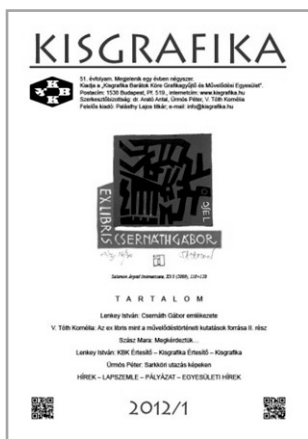 KISGRAFIKA
51. évfolyam. Megjelenik egy évben négyszer.
Kiadja a „Kisgrafika Barátok Köre Grafikagyűjtő és Művelődési Egyesület”.
Postacím: 1538 Budapest, Pf. 519., internetcím: www.kisgrafika.hu
Szerkesztőbizottság: dr. Arató Antal, Ürmös Péter, V. Tóth Kornélia
Felelős kiadó: Palásthy Lajos titkár; e-mail: info@kisgrafika.hu
KBK
EX LIBRIS
CSERNÁTH GÁBOR
OPJEL
Salamon Árpád
TARTALOM
Lenkey István: Csernáth Gábor emlékezete
V. Tóth Kornélia: Az ex libris mint a művelődéstörténeti kutatások forrása II. rész
Szász Mara: Megkérdeztük...
Lenkey István: KBK Értesítő – Kisgrafika Értesítő – Kisgrafika
Ürmös Péter: Sarkköri utazás képeken
HÍREK – LAPSZEMLE – PÁLYÁZAT – EGYESÜLETI HÍREK
2012/1